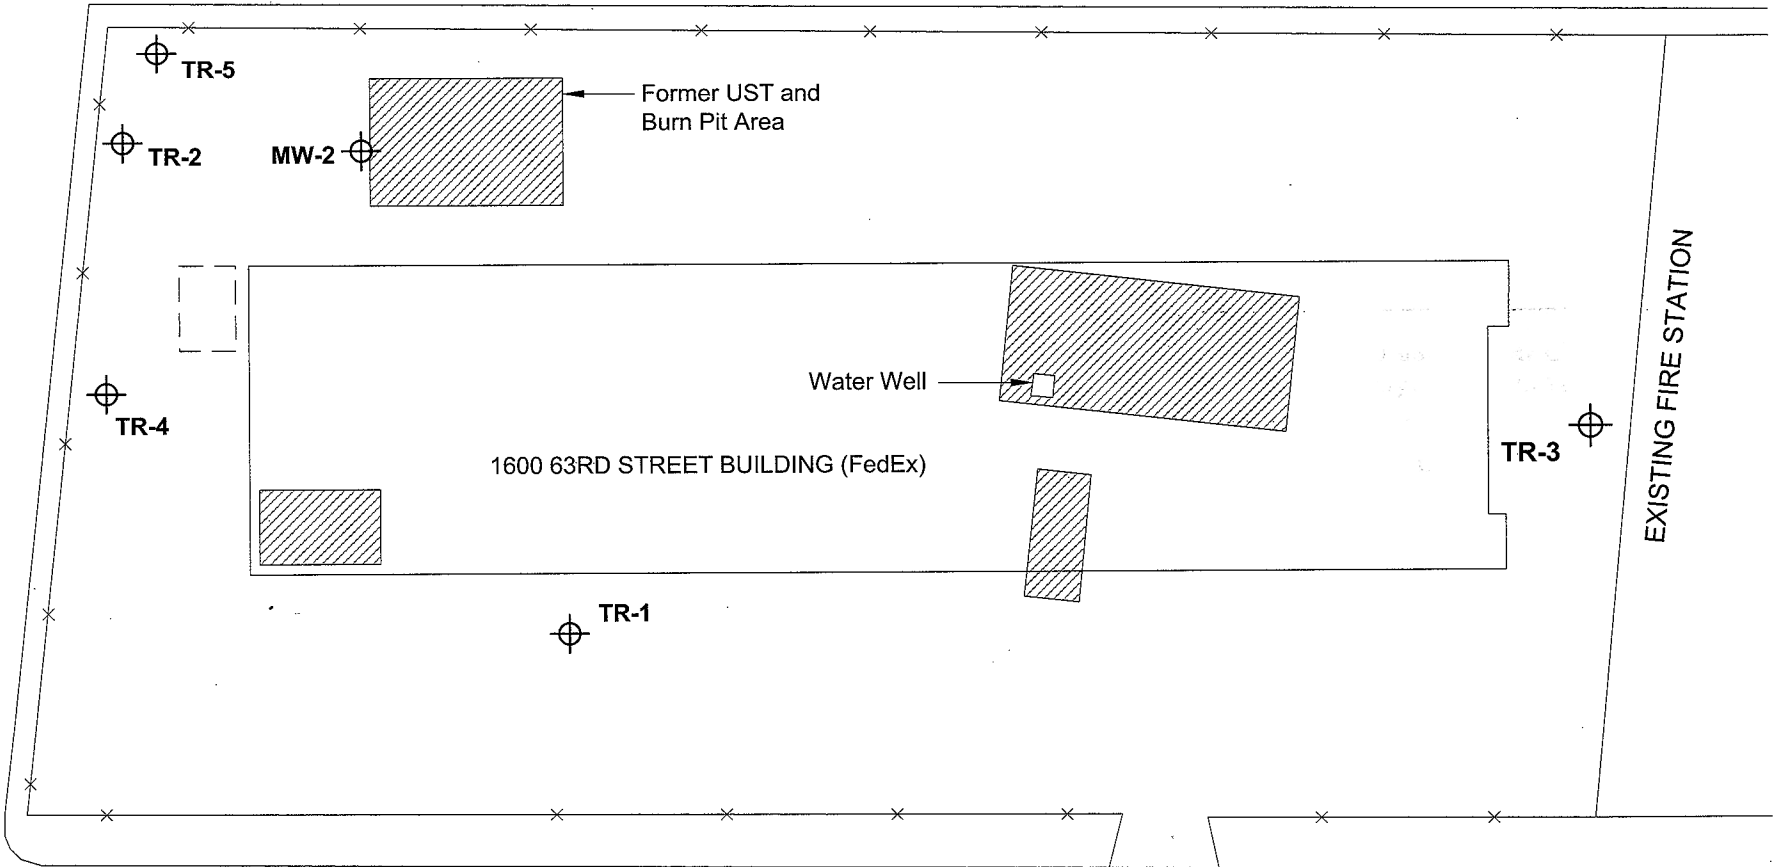 TR-5
Former UST and
Burn Pit Area
TR-2
MW-2
EXISTING FIRE STATION
Water Well
TR-4
TR-3
1600 63RD STREET BUILDING (FedEx)
TR-1